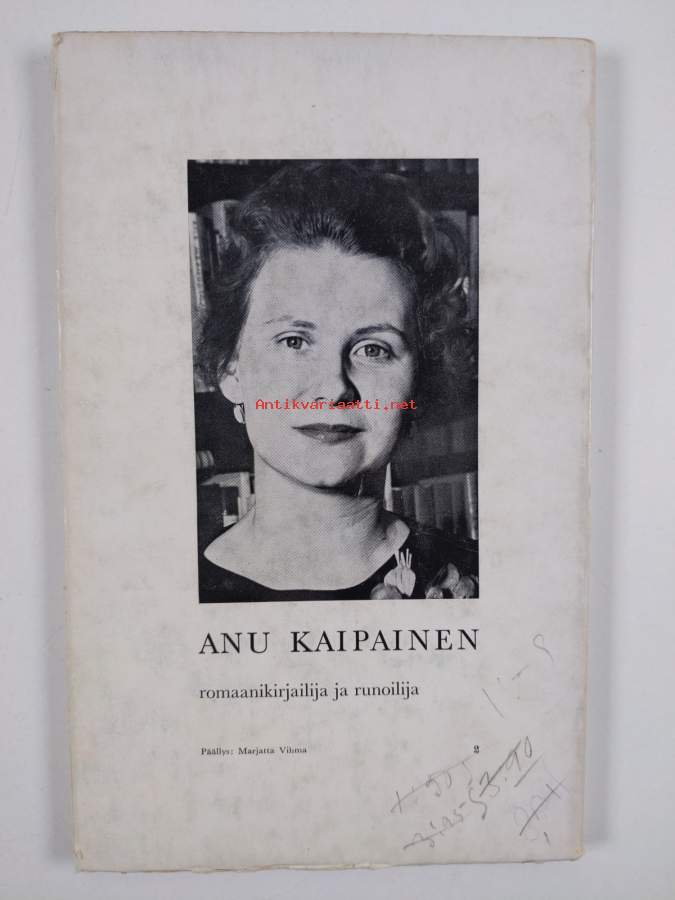 Antikvariaatti.net
ANU KAIPAINEN
romaanikirjailija ja runoilija
Päällys: Marjatta Vihma
2